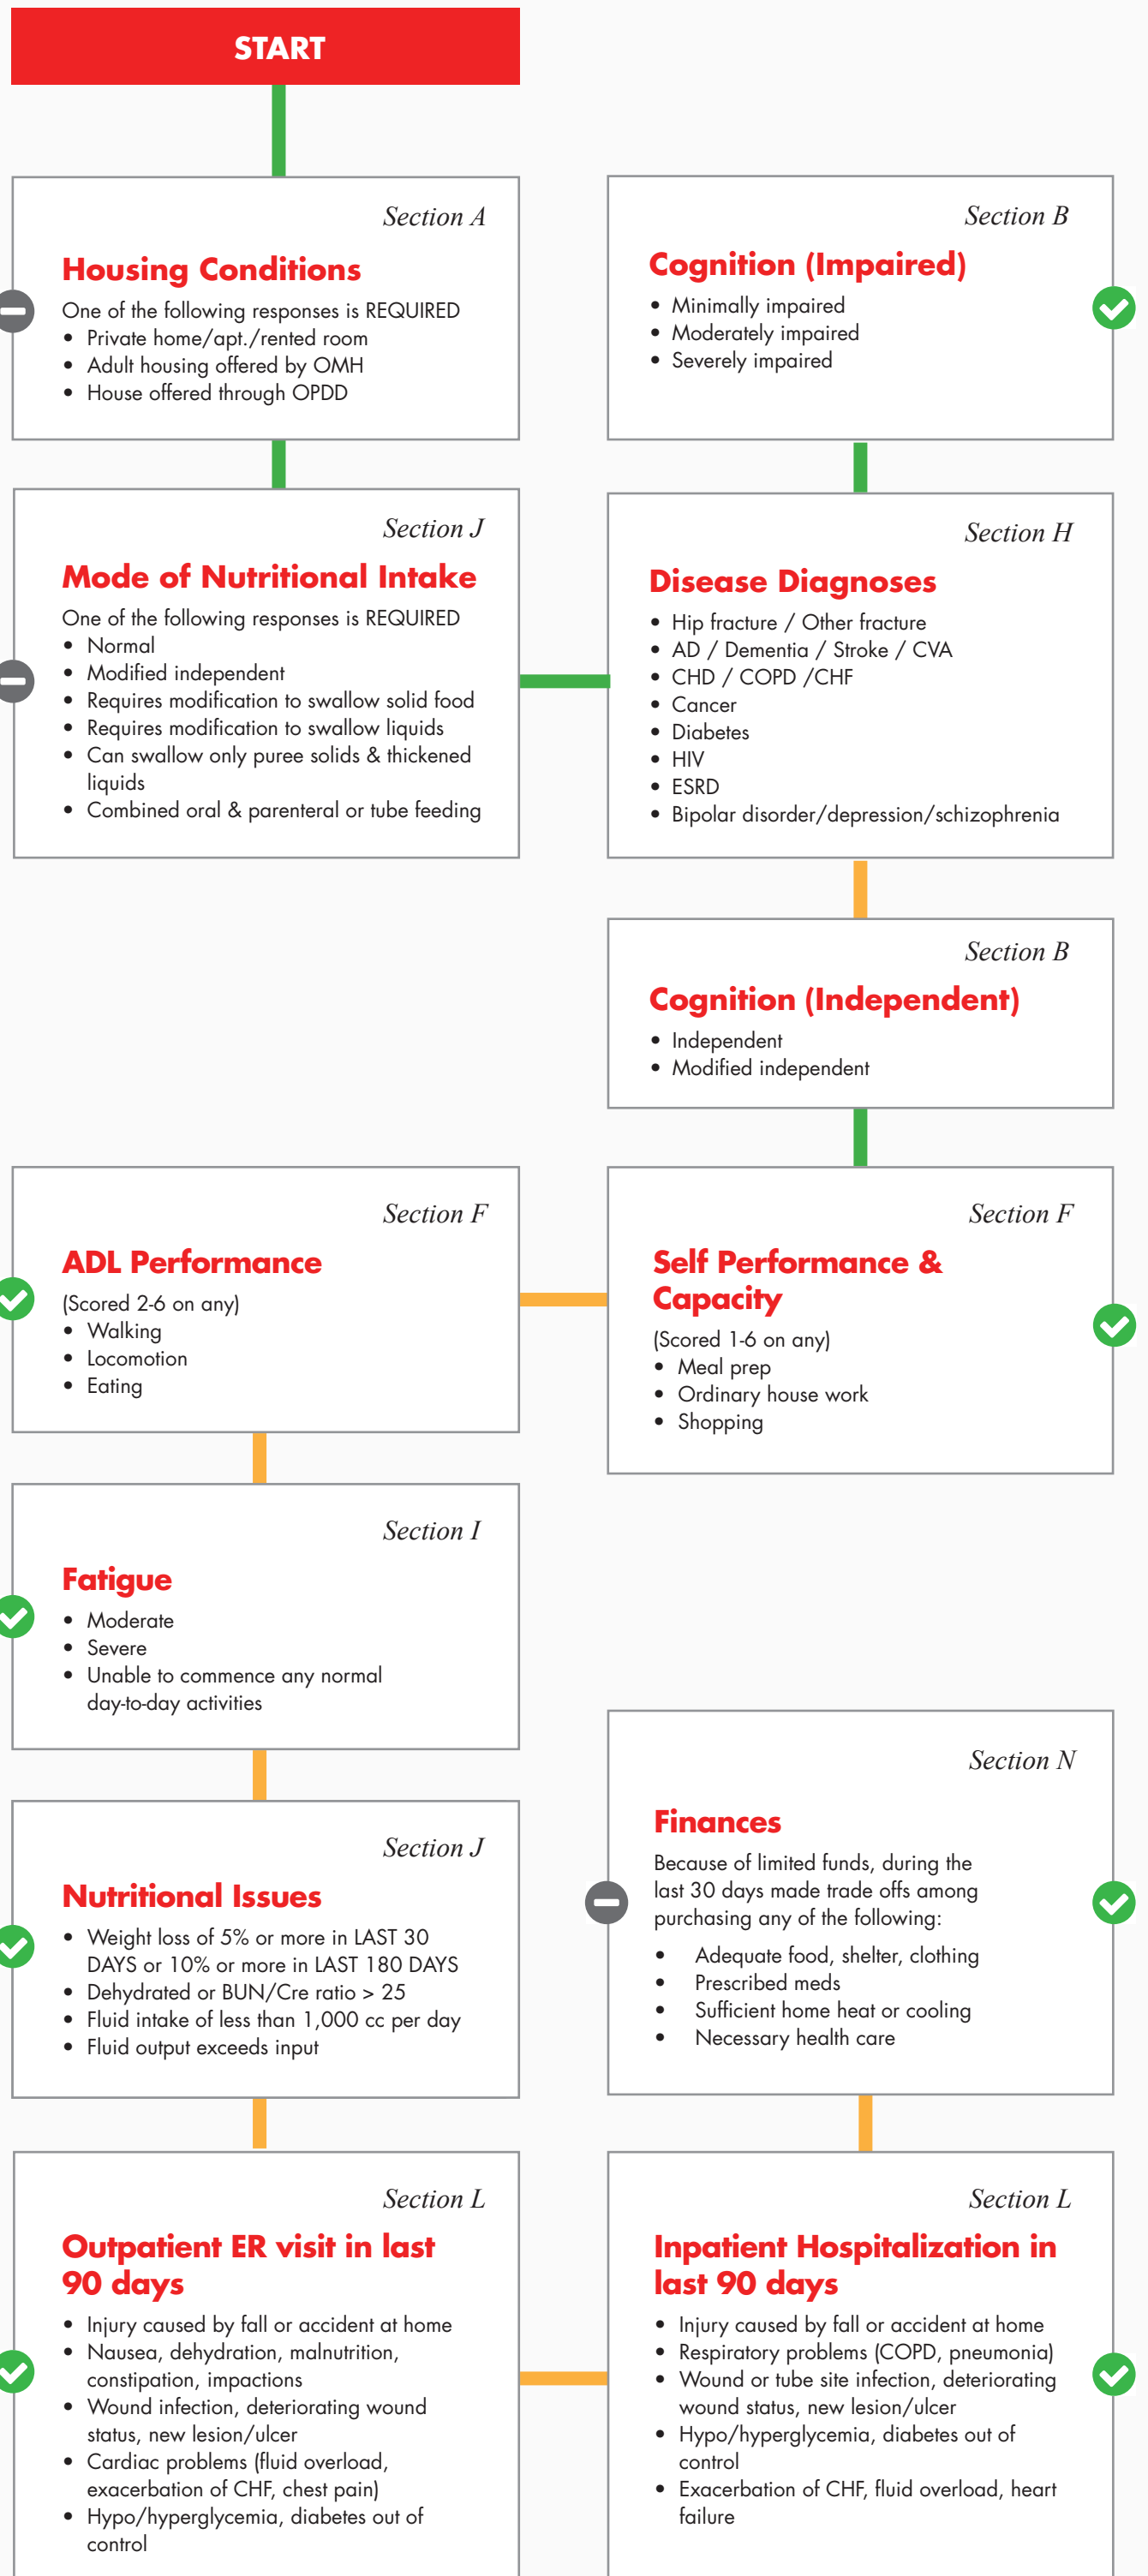 START
Section A
Housing Conditions
One of the following responses is REQUIRED
• Private home/apt./rented room
• Adult housing offered by OMH
• House offered through OPDD
Section B
Cognition (Impaired)
• Minimally impaired
• Moderately impaired
• Severely impaired
Section J
Mode of Nutritional Intake
One of the following responses is REQUIRED
• Normal
• Modified independent
• Requires modification to swallow solid food
• Requires modification to swallow liquids
• Can swallow only puree solids & thickened
liquids
• Combined oral & parenteral or tube feeding
Section H
Disease Diagnoses
• Hip fracture / Other fracture
• AD / Dementia / Stroke / CVA
• CHD / COPD /CHF
• Cancer
• Diabetes
• HIV
• ESRD
• Bipolar disorder/depression/schizophrenia
Section B
Cognition (Independent)
• Independent
• Modified independent
Section F
ADL Performance
(Scored 2-6 on any)
• Walking
• Locomotion
• Eating
Section F
Self Performance &
Capacity
(Scored 1-6 on any)
• Meal prep
• Ordinary house work
• Shopping
Section I
Fatigue
• Moderate
• Severe
• Unable to commence any normal
day-to-day activities
Section N
Finances
Because of limited funds, during the
last 30 days made trade offs among
purchasing any of the following:
• Adequate food, shelter, clothing
• Prescribed meds
• Sufficient home heat or cooling
• Necessary health care
Section J
Nutritional Issues
• Weight loss of 5% or more in LAST 30
DAYS or 10% or more in LAST 180 DAYS
• Dehydrated or BUN/Cre ratio > 25
• Fluid intake of less than 1,000 cc per day
• Fluid output exceeds input
Section L
Outpatient ER visit in last
90 days
• Injury caused by fall or accident at home
• Nausea, dehydration, malnutrition,
constipation, impactions
• Wound infection, deteriorating wound
status, new lesion/ulcer
• Cardiac problems (fluid overload,
exacerbation of CHF, chest pain)
• Hypo/hyperglycemia, diabetes out of
control
Section L
Inpatient Hospitalization in
last 90 days
• Injury caused by fall or accident at home
• Respiratory problems (COPD, pneumonia)
• Wound or tube site infection, deteriorating
wound status, new lesion/ulcer
• Hypo/hyperglycemia, diabetes out of
control
• Exacerbation of CHF, fluid overload, heart
failure